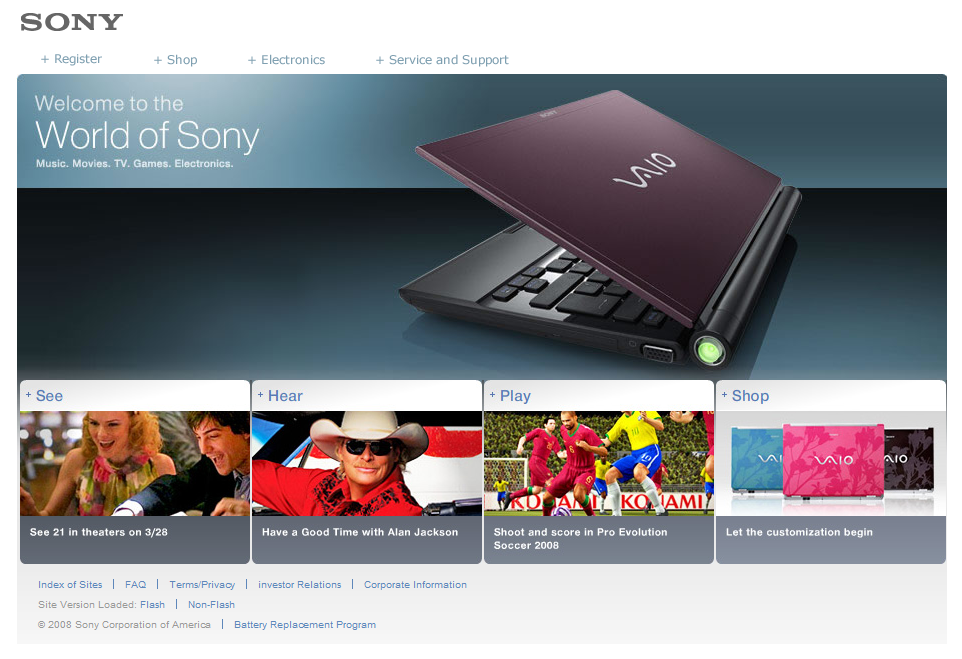 SONY
+ Register + Shop + Electronics + Service and Support
Welcome to the
World of Sony
Music. Movies. TV. Games. Electronics.
SONY
VAIO
+ See
+ Hear
+ Play
+ Shop
KONAMI KONAMI
VAIO VAIO VAIO
See 21 in theaters on 3/28
Have a Good Time with Alan Jackson
Shoot and score in Pro Evolution
Soccer 2008
Let the customization begin
Index of Sites | FAQ | Terms/Privacy | investor Relations | Corporate Information
Site Version Loaded: Flash | Non-Flash
© 2008 Sony Corporation of America | Battery Replacement Program